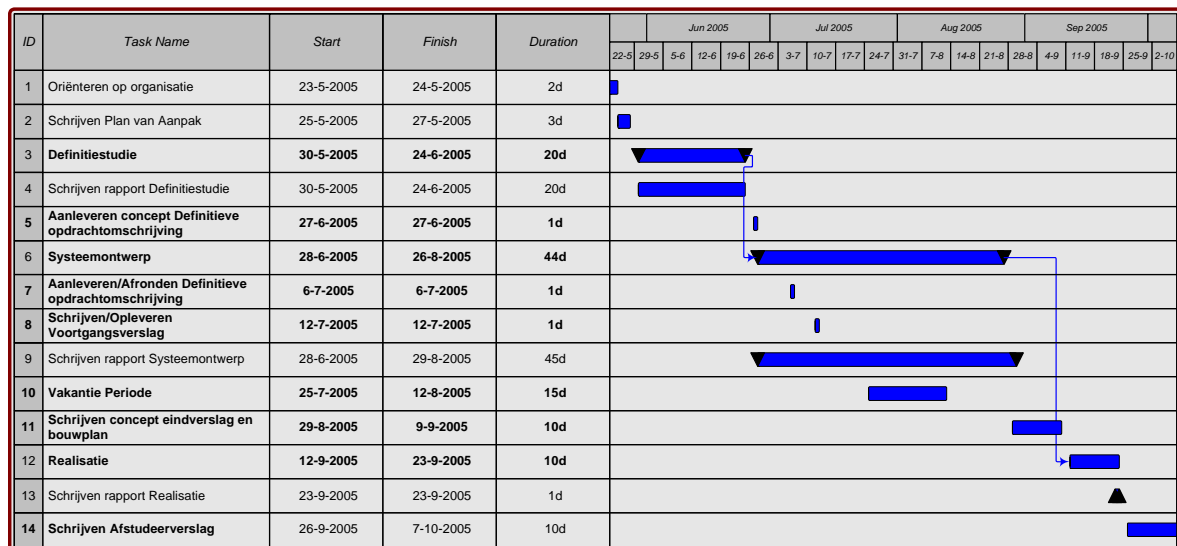 ID Task Name Start Finish Duration Jun 2005 Jul 2005 Aug 2005 Sep 2005
22-5 29-5 5-6 12-6 19-6 26-6 3-7 10-7 17-7 24-7 31-7 7-8 14-8 21-8 28-8 4-9 11-9 18-9 25-9 2-10
1 Oriënteren op organisatie 23-5-2005 24-5-2005 2d
2 Schrijven Plan van Aanpak 25-5-2005 27-5-2005 3d
3 Definitiestudie 30-5-2005 24-6-2005 20d
4 Schrijven rapport Definitiestudie 30-5-2005 24-6-2005 20d
5 Aanleveren concept Definitieve
opdrachtomschrijving 27-6-2005 27-6-2005 1d
6 Systeemontwerp 28-6-2005 26-8-2005 44d
7 Aanleveren/Afronden Definitieve
opdrachtomschrijving 6-7-2005 6-7-2005 1d
8 Schrijven/Opleveren
Voortgangsverslag 12-7-2005 12-7-2005 1d
9 Schrijven rapport Systeemontwerp 28-6-2005 29-8-2005 45d
10 Vakantie Periode 25-7-2005 12-8-2005 15d
11 Schrijven concept eindverslag en
bouwplan 29-8-2005 9-9-2005 10d
12 Realisatie 12-9-2005 23-9-2005 10d
13 Schrijven rapport Realisatie 23-9-2005 23-9-2005 1d
14 Schrijven Afstudeerverslag 26-9-2005 7-10-2005 10d